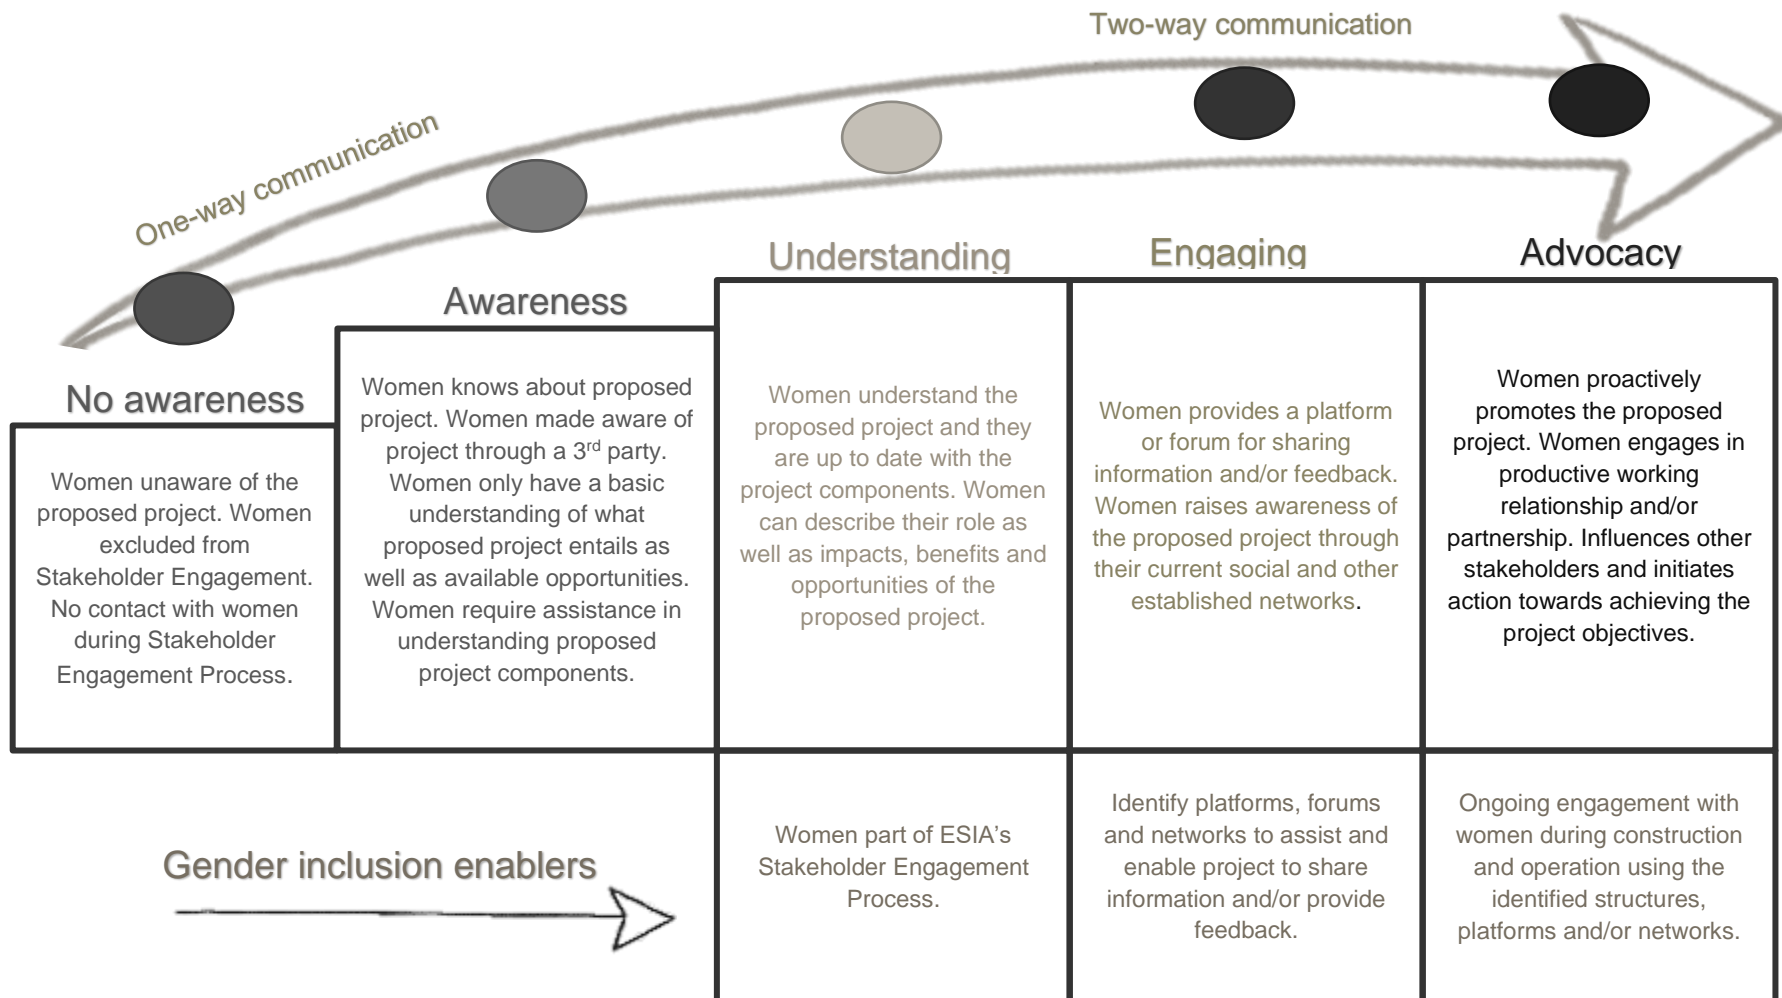 Two-way communication
One-way communication
No awareness
Women unaware of the
proposed project. Women
excluded from
Stakeholder Engagement.
No contact with women
during Stakeholder
Engagement Process.
Awareness
Women knows about proposed
project. Women made aware of
project through a 3rd party.
Women only have a basic
understanding of what
proposed project entails as
well as available opportunities.
Women require assistance in
understanding proposed
project components.
Understanding
Women understand the
proposed project and they
are up to date with the
project components. Women
can describe their role as
well as impacts, benefits and
opportunities of the
proposed project.
Engaging
Women provides a platform
or forum for sharing
information and/or feedback.
Women raises awareness of
the proposed project through
their current social and other
established networks.
Advocacy
Women proactively
promotes the proposed
project. Women engages in
productive working
relationship and/or
partnership. Influences other
stakeholders and initiates
action towards achieving the
project objectives.
Gender inclusion enablers
Women part of ESIA’s
Stakeholder Engagement
Process.
Identify platforms, forums
and networks to assist and
enable project to share
information and/or provide
feedback.
Ongoing engagement with
women during construction
and operation using the
identified structures,
platforms and/or networks.